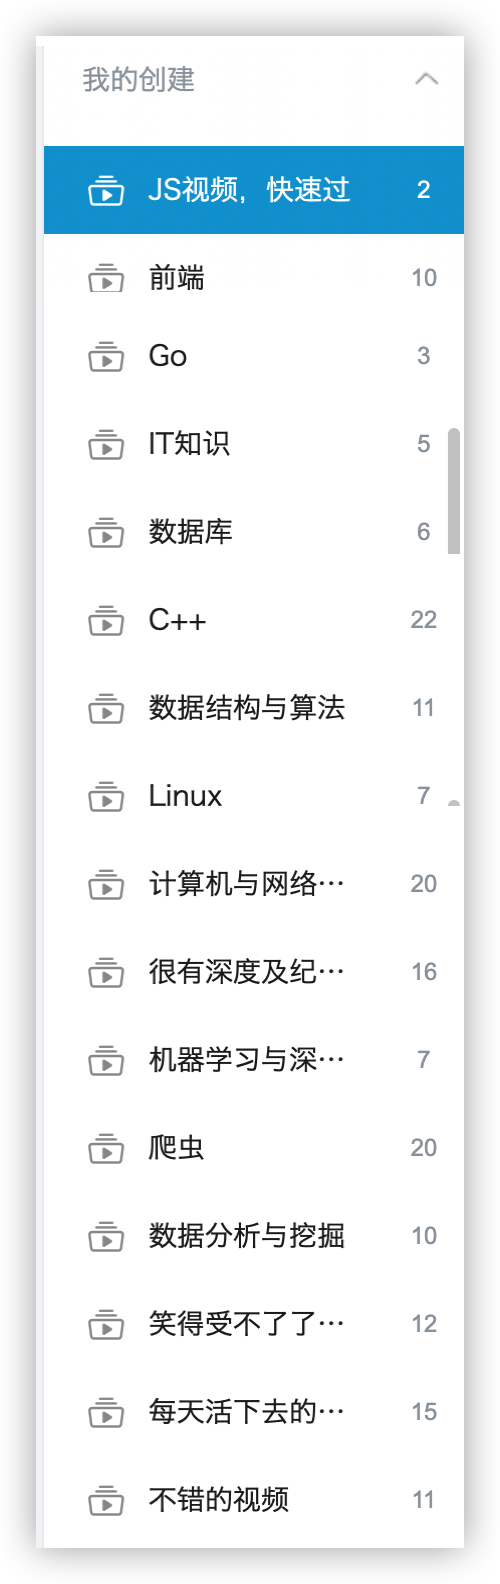 我的创建
JS视频，快速过 2
前端 10
Go 3
IT知识 5
数据库 6
C++ 22
数据结构与算法 11
Linux 7
计算机与网络… 20
很有深度及纪… 16
机器学习与深… 7
爬虫 20
数据分析与挖掘 10
笑得受不了了… 12
每天活下去的… 15
不错的视频 11